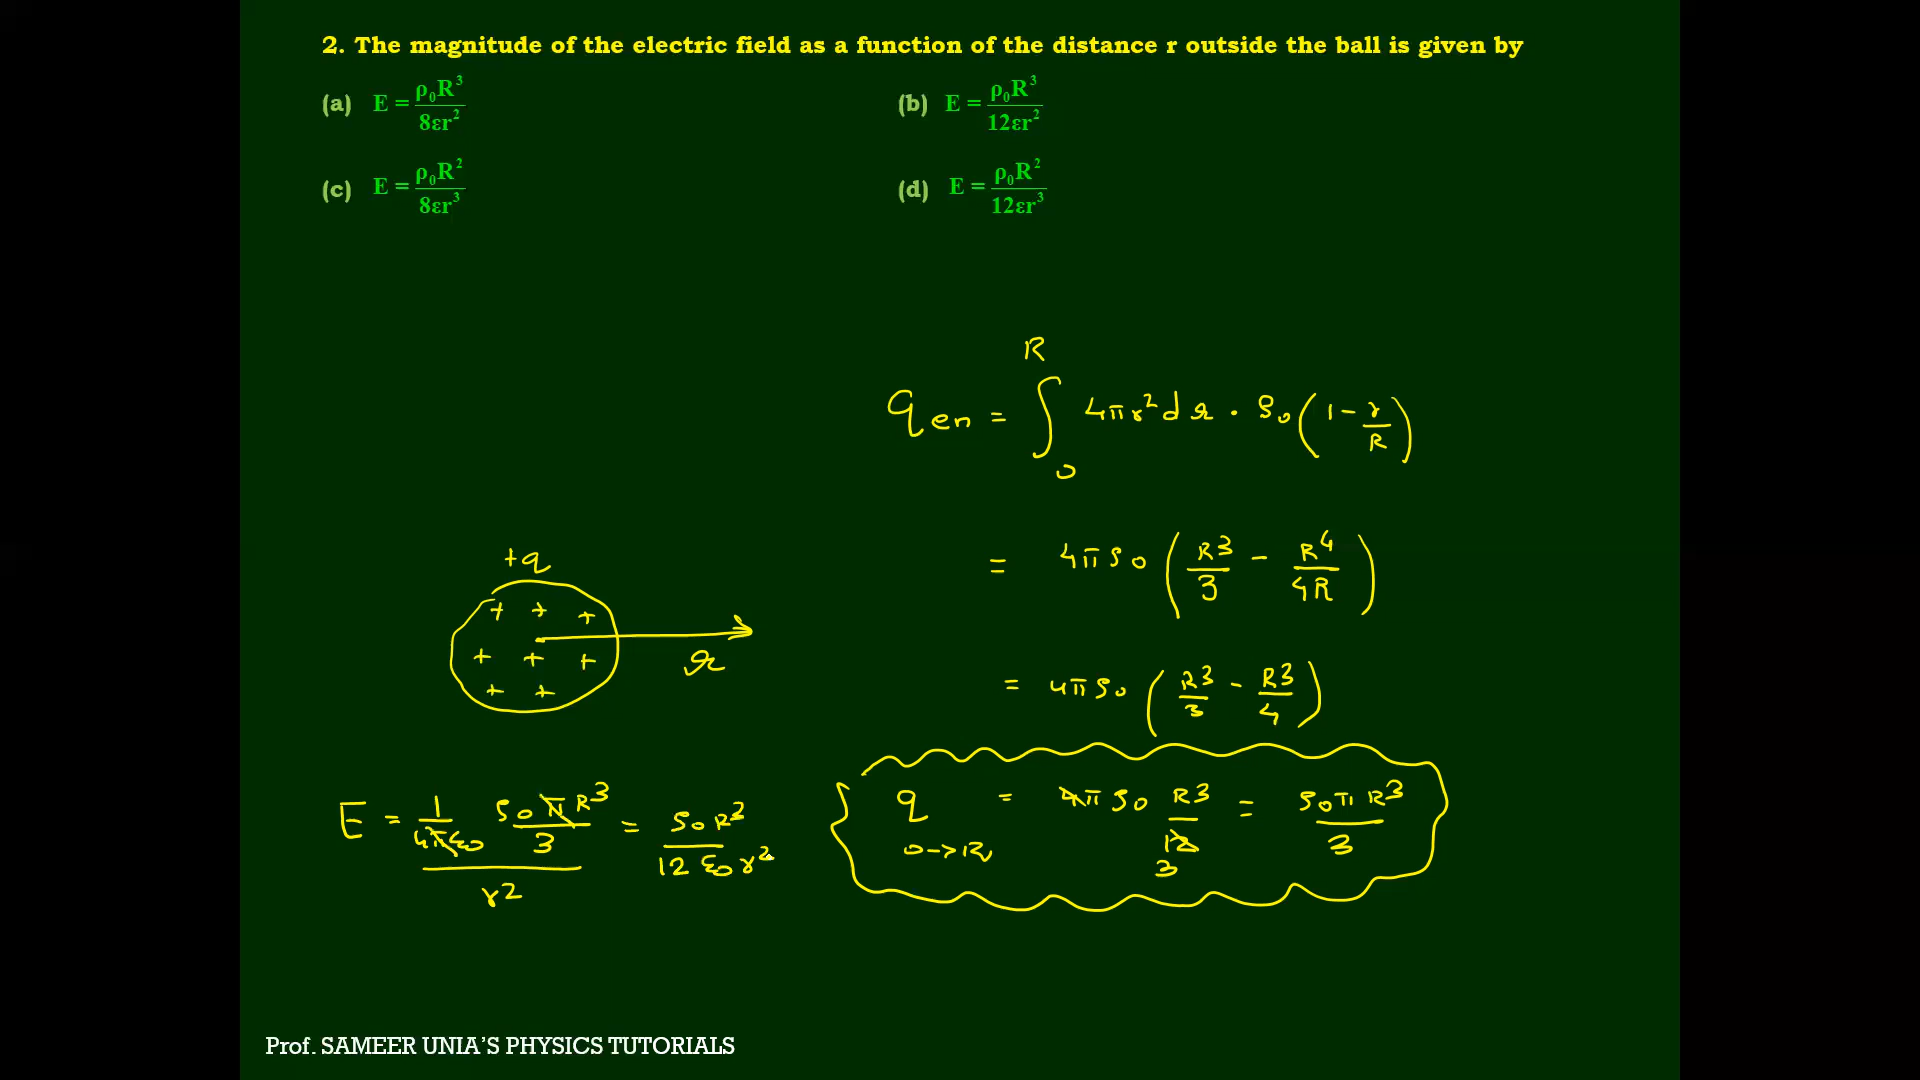 2. The magnitude of the electric field as a function of the distance r outside the ball is given by
(a) E = ρ₀R³/8εr² (b) E = ρ₀R³/12εr²
(c) E = ρ₀R²/8εr³ (d) E = ρ₀R²/12εr³
q en = ∫₀ᴿ 4πr²dr · ρ₀(1 - r/R)
= 4πρ₀(R³/3 - R⁴/4R)
= 4πρ₀(R³/3 - R³/4)
q 0→R = 4πρ₀ R³/12 3 = ρ₀πR³/3
+q
+ + +
+ + +
+ +
r
E = 1/4πε₀ ρ₀πR³/3 / r² = ρ₀R³/12ε₀r²
Prof. SAMEER UNIA'S PHYSICS TUTORIALS